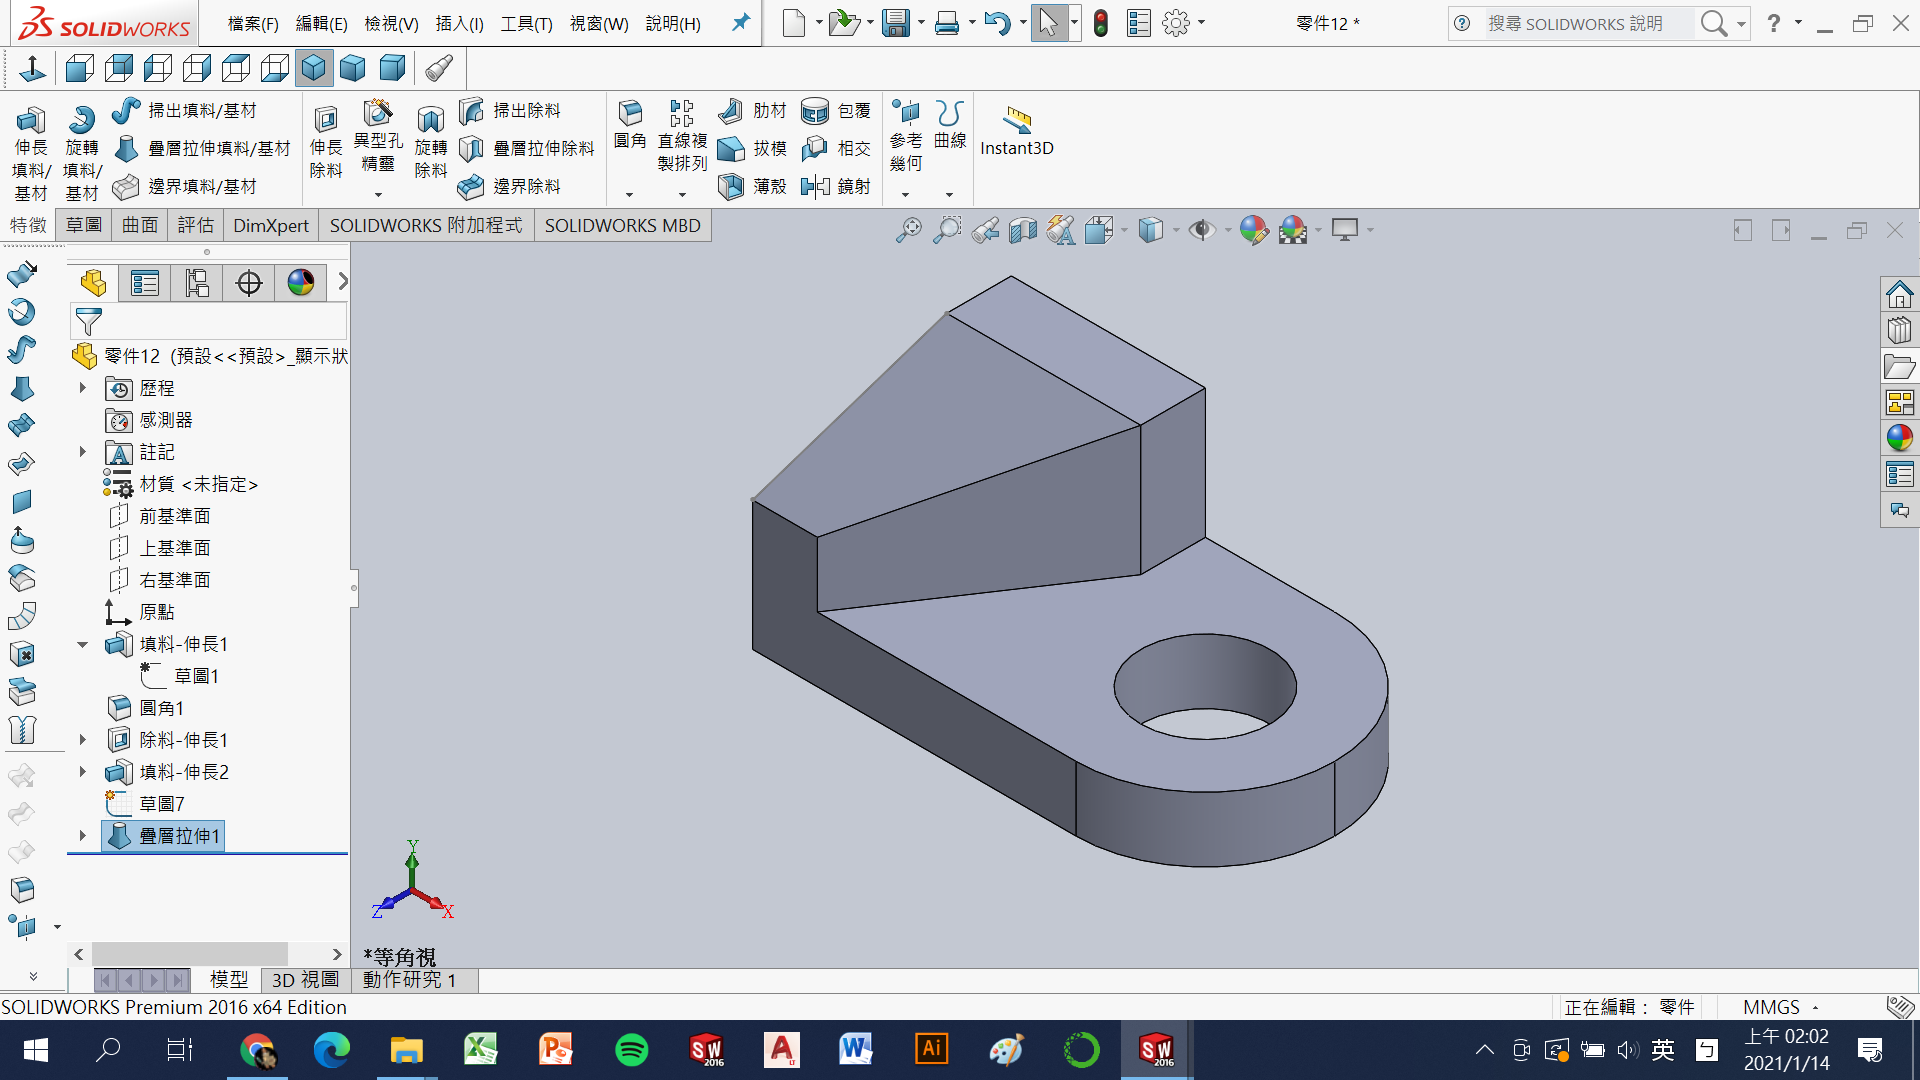 SOLIDWORKS
檔案(F) 編輯(E) 檢視(V) 插入(I) 工具(T) 視窗(W) 說明(H)
零件12 *
搜尋 SOLIDWORKS 說明
伸長
填料/
基材
旋轉
填料/
基材
掃出填料/基材
疊層拉伸填料/基材
邊界填料/基材
伸長
除料
異型孔
精靈
旋轉
除料
掃出除料
疊層拉伸除料
邊界除料
圓角
直線複
製排列
肋材
拔模
薄殼
包覆
相交
鏡射
參考
幾何
曲線
Instant3D
特徵 草圖 曲面 評估 DimXpert SOLIDWORKS 附加程式 SOLIDWORKS MBD
零件12 (預設<<預設>_顯示狀
歷程
感測器
註記
材質 <未指定>
前基準面
上基準面
右基準面
原點
填料-伸長1
草圖1
圓角1
除料-伸長1
填料-伸長2
草圖7
疊層拉伸1
Y
Z
X
*等角視
模型 3D 視圖 動作研究 1
SOLIDWORKS Premium 2016 x64 Edition
正在編輯： 零件
MMGS
SW
2016
A
LT
W
Ai
SW
2016
英
ㄅ
上午 02:02
2021/1/14